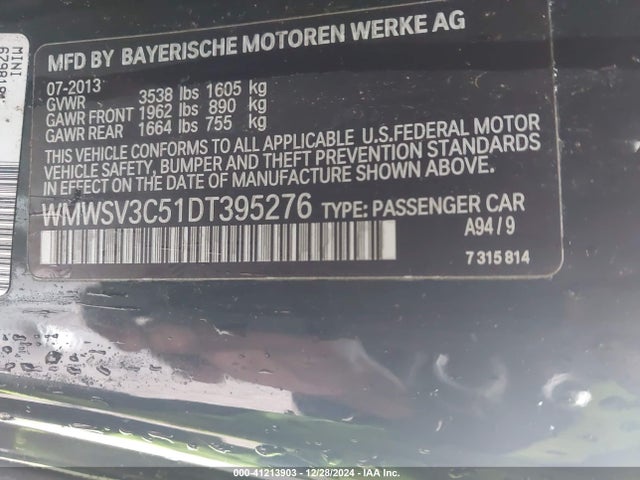 MFD BY BAYERISCHE MOTOREN WERKE AG
07-2013
GVWR 3538 lbs 1605 kg
GAWR FRONT 1962 lbs 890 kg
GAWR REAR 1664 lbs 755 kg
THIS VEHICLE CONFORMS TO ALL APPLICABLE U.S.FEDERAL MOTOR
VEHICLE SAFETY, BUMPER AND THEFT PREVENTION STANDARDS
IN EFFECT ON THE DATE OF MANUFACTURE SHOWN ABOVE.
WMWSV3C51DT395276 TYPE: PASSENGER CAR
A94/9
7 315 814
MINI
000-41213903 - 12/28/2024 - IAA Inc.